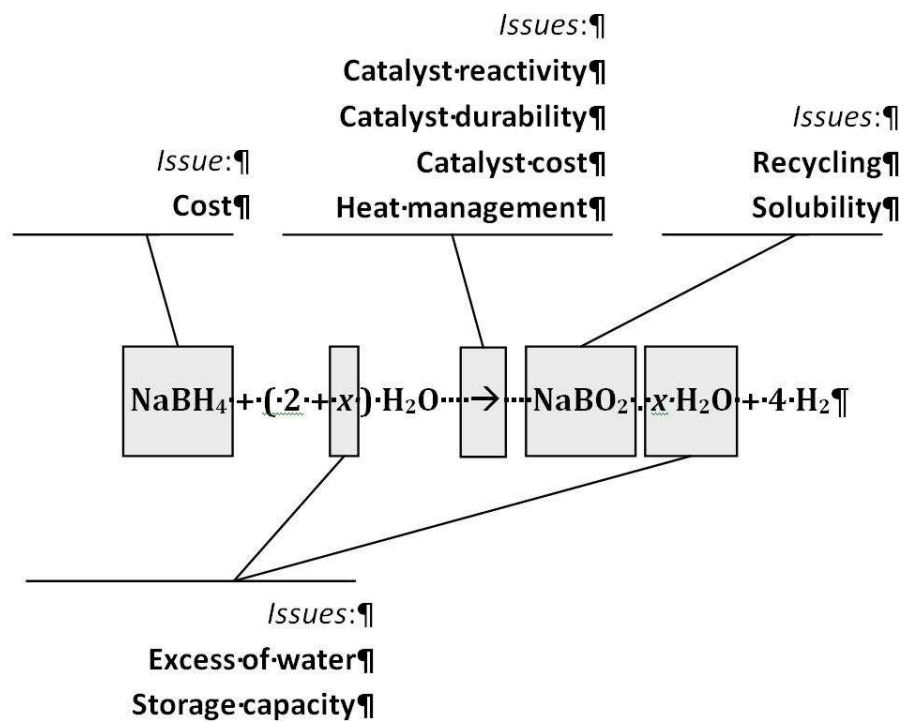 Issues:¶
Catalyst·reactivity¶
Catalyst·durability¶
Catalyst·cost¶
Heat·management¶
Issues:¶
Recycling¶
Solubility¶
Issue:¶
Cost¶
NaBH₄·+·(·2·+·x·)·H₂O····→····NaBO₂·.·x·H₂O·+·4·H₂¶
Issues:¶
Excess·of·water¶
Storage·capacity¶